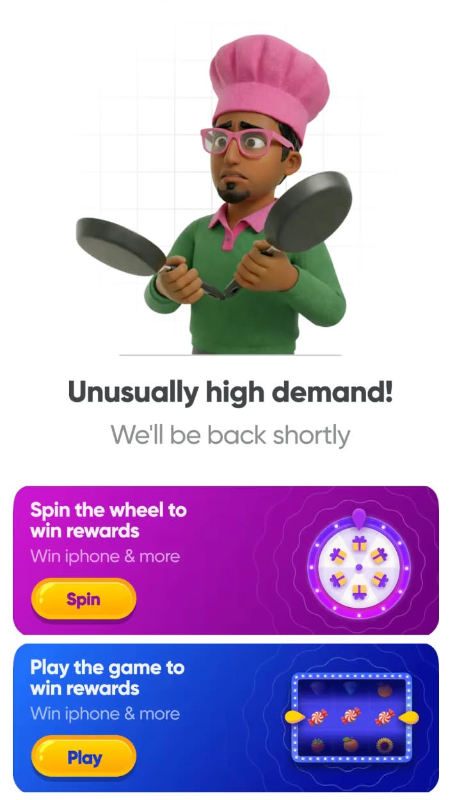 Unusually high demand!
We'll be back shortly
Spin the wheel to
win rewards
Win iphone & more
Spin
Play the game to
win rewards
Win iphone & more
Play